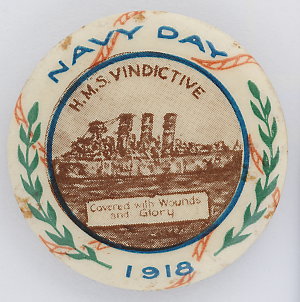 NAVY DAY
H.M.S. VINDICTIVE
Covered with Wounds
and Glory
1918